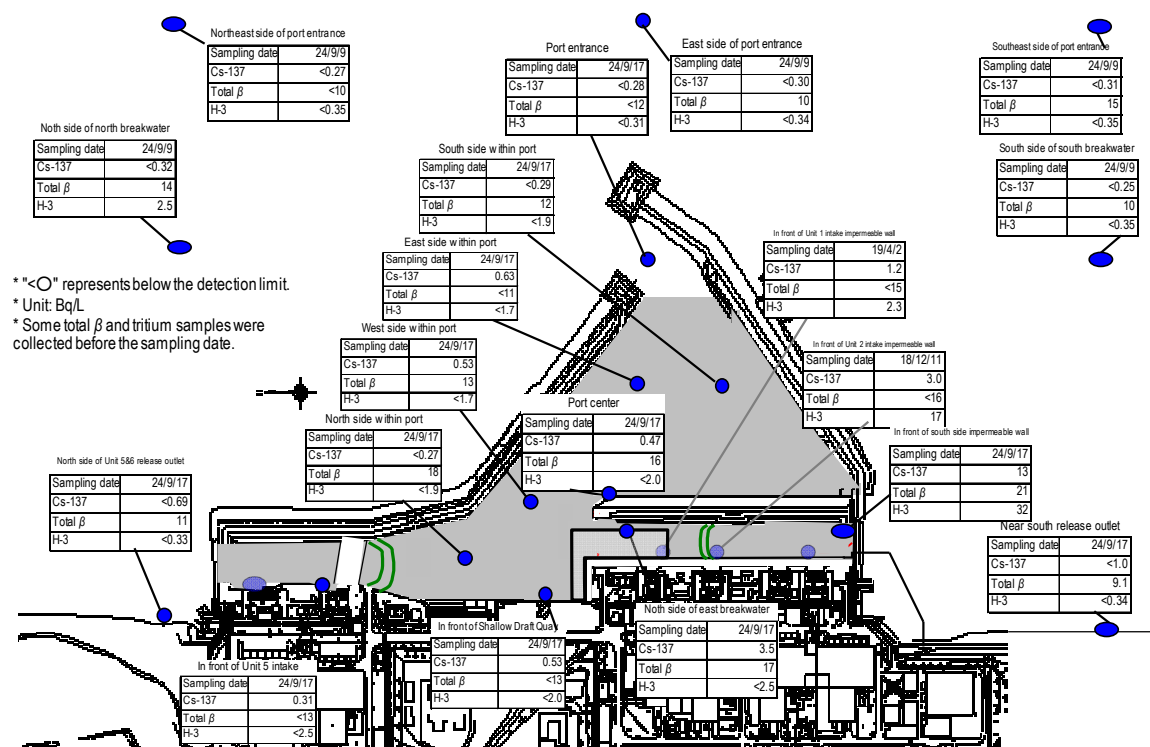 Northeast side of port entrance
Sampling date 24/9/9
Cs-137 <0.27
Total β <10
H-3 <0.35
Port entrance
Sampling date 24/9/17
Cs-137 <0.28
Total β <12
H-3 <0.31
East side of port entrance
Sampling date 24/9/9
Cs-137 <0.30
Total β 10
H-3 <0.34
Southeast side of port entrance
Sampling date 24/9/9
Cs-137 <0.31
Total β 15
H-3 <0.35
Noth side of north breakwater
Sampling date 24/9/9
Cs-137 <0.32
Total β 14
H-3 2.5
South side within port
Sampling date 24/9/17
Cs-137 <0.29
Total β 12
H-3 <1.9
South side of south breakwater
Sampling date 24/9/9
Cs-137 <0.25
Total β 10
H-3 <0.35
East side within port
Sampling date 24/9/17
Cs-137 0.63
Total β <11
H-3 <1.7
In front of Unit 1 intake impermeable wall
Sampling date 19/4/2
Cs-137 1.2
Total β <15
H-3 2.3
* "<○" represents below the detection limit.
* Unit: Bq/L
* Some total β and tritium samples were
collected before the sampling date.
West side within port
Sampling date 24/9/17
Cs-137 0.53
Total β 13
H-3 <1.7
In front of Unit 2 intake impermeable wall
Sampling date 18/12/11
Cs-137 3.0
Total β <16
H-3 17
Port center
Sampling date 24/9/17
Cs-137 0.47
Total β 16
H-3 <2.0
North side within port
Sampling date 24/9/17
Cs-137 <0.27
Total β 18
H-3 <1.9
In front of south side impermeable wall
Sampling date 24/9/17
Cs-137 13
Total β 21
H-3 32
North side of Unit 5&6 release outlet
Sampling date 24/9/17
Cs-137 <0.69
Total β 11
H-3 <0.33
Near south release outlet
Sampling date 24/9/17
Cs-137 <1.0
Total β 9.1
H-3 <0.34
Noth side of east breakwater
Sampling date 24/9/17
Cs-137 3.5
Total β 17
H-3 <2.5
In front of Shallow Draft Quay
Sampling date 24/9/17
Cs-137 0.53
Total β <13
H-3 <2.0
In front of Unit 5 intake
Sampling date 24/9/17
Cs-137 0.31
Total β <13
H-3 <2.5